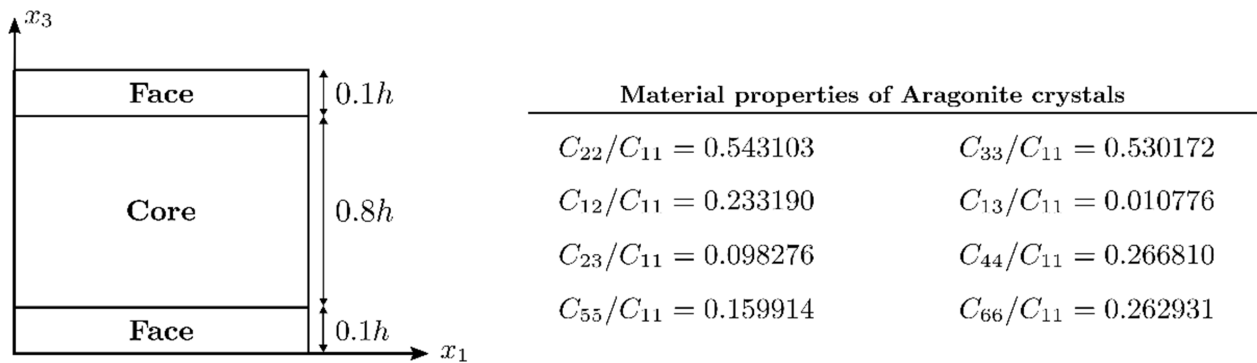 x₃
Face
0.1h
Core
0.8h
Face
0.1h
x₁
Material properties of Aragonite crystals
C₂₂/C₁₁ = 0.543103 C₃₃/C₁₁ = 0.530172
C₁₂/C₁₁ = 0.233190 C₁₃/C₁₁ = 0.010776
C₂₃/C₁₁ = 0.098276 C₄₄/C₁₁ = 0.266810
C₅₅/C₁₁ = 0.159914 C₆₆/C₁₁ = 0.262931